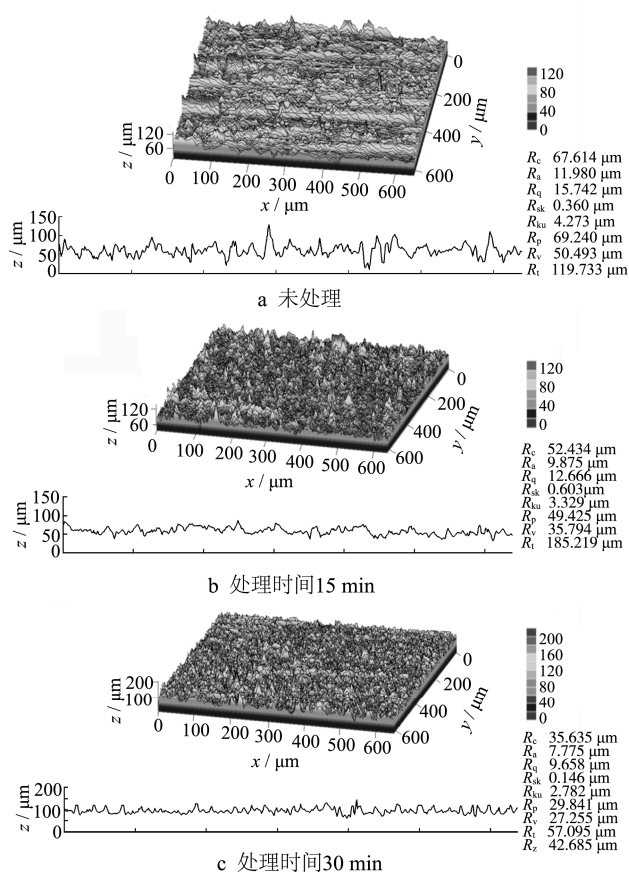 120
80
40
0
z / μm
120
60
0
100
200
300
400
500
600
x / μm
0
200
400
600
y / μm
Rc 67.614 μm
Ra 11.980 μm
Rq 15.742 μm
Rsk 0.360 μm
Rku 4.273 μm
Rp 69.240 μm
Rv 50.493 μm
Rt 119.733 μm
z / μm
150
100
50
0
a 未处理
120
80
40
0
z / μm
120
60
0
100
200
300
400
500
600
x / μm
0
200
400
600
y / μm
Rc 52.434 μm
Ra 9.875 μm
Rq 12.666 μm
Rsk 0.603μm
Rku 3.329 μm
Rp 49.425 μm
Rv 35.794 μm
Rt 185.219 μm
z / μm
150
100
50
0
b 处理时间15 min
200
160
120
80
40
0
z / μm
200
100
0
100
200
300
400
500
600
x / μm
0
200
400
600
y / μm
Rc 35.635 μm
Ra 7.775 μm
Rq 9.658 μm
Rsk 0.146 μm
Rku 2.782 μm
Rp 29.841 μm
Rv 27.255 μm
Rt 57.095 μm
Rz 42.685 μm
z / μm
200
100
0
c 处理时间30 min